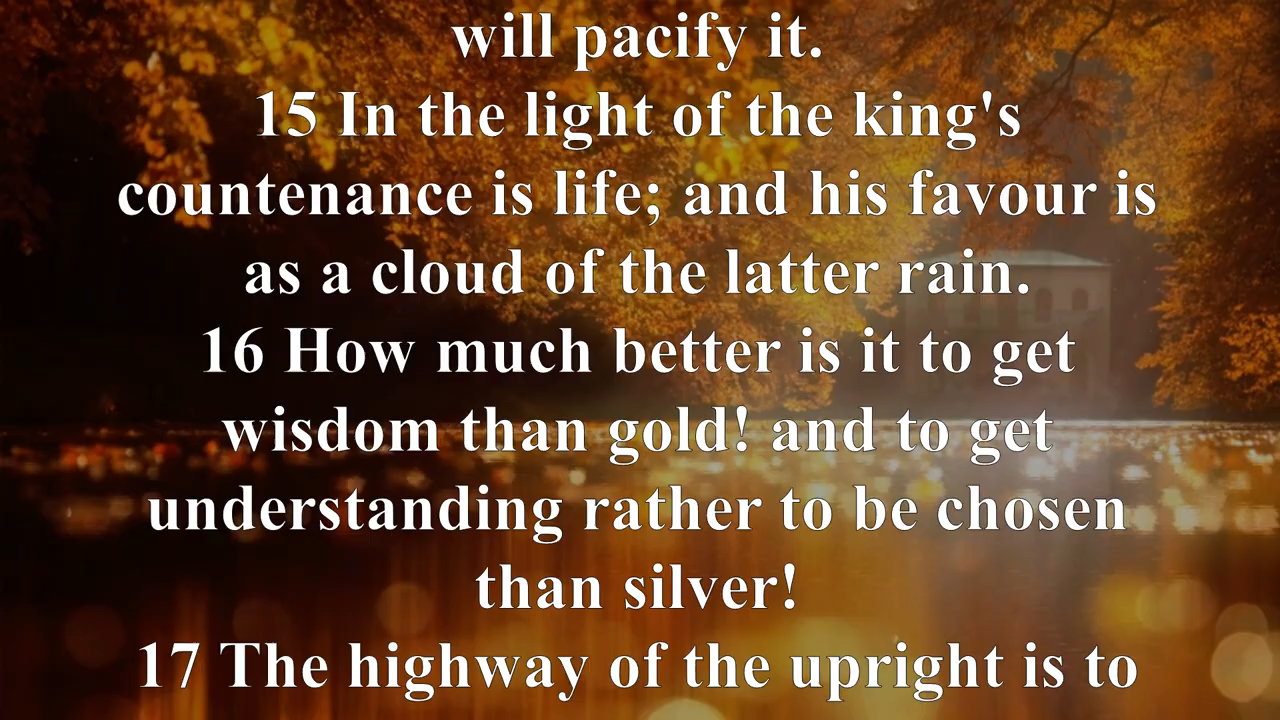 will pacify it.
15 In the light of the king's
countenance is life; and his favour is
as a cloud of the latter rain.
16 How much better is it to get
wisdom than gold! and to get
understanding rather to be chosen
than silver!
17 The highway of the upright is to